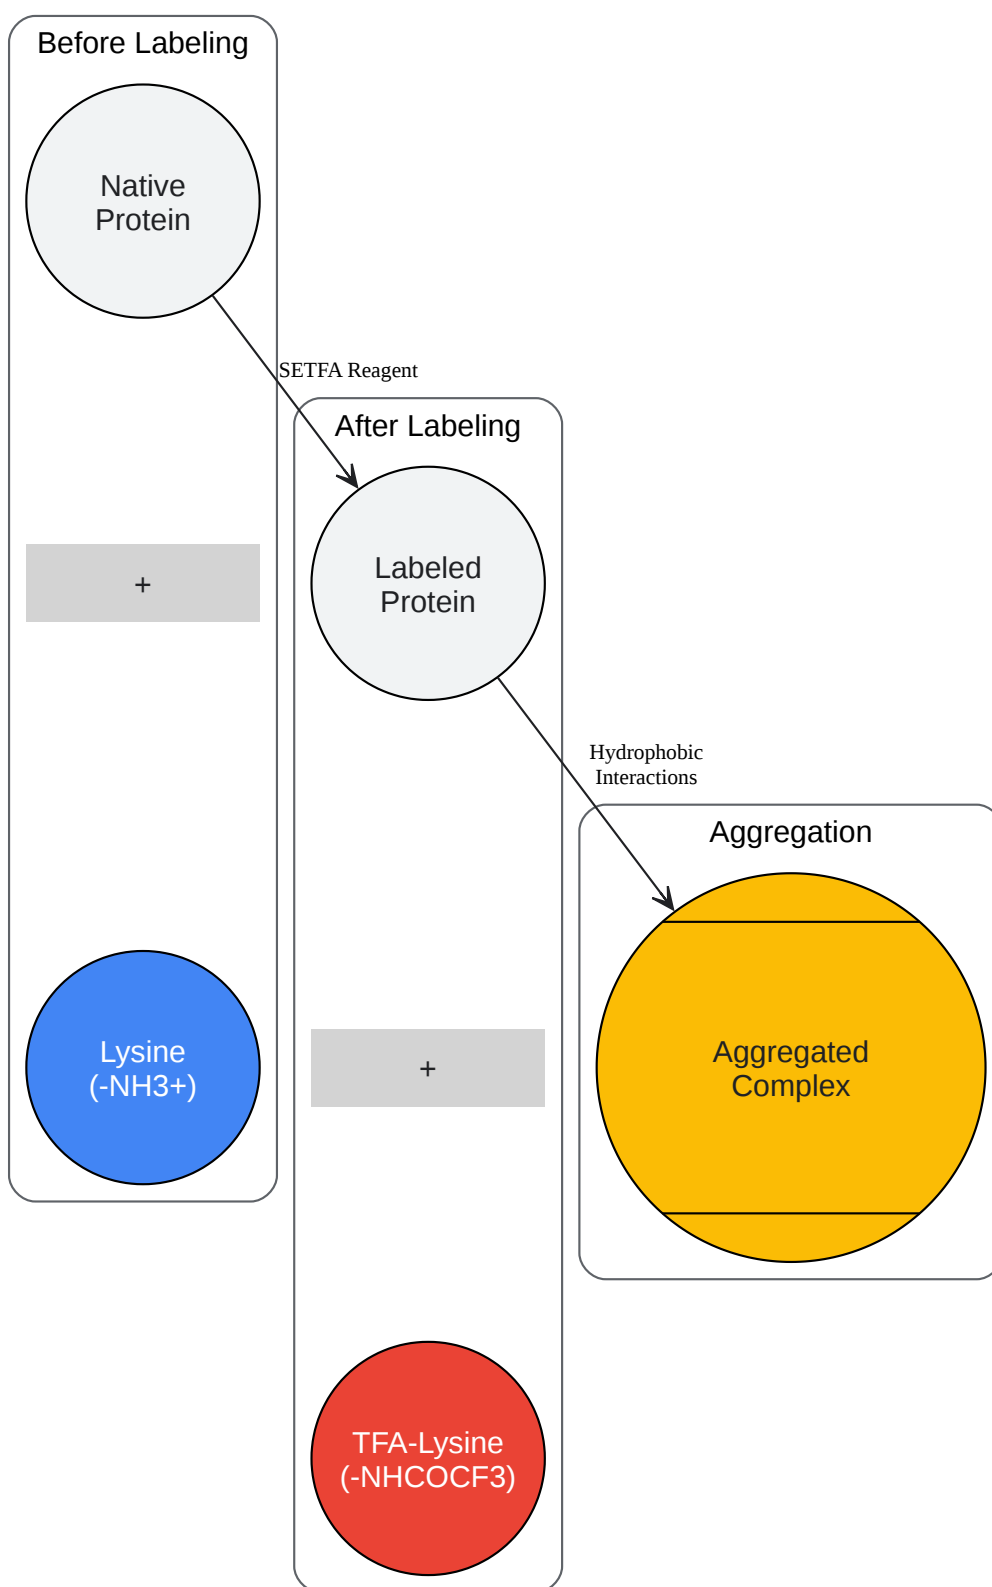 Before Labeling
Native
Protein
SETFA Reagent
After Labeling
Labeled
Protein
+
Hydrophobic
Interactions
Aggregation
Aggregated
Complex
Lysine
(-NH3+)
+
TFA-Lysine
(-NHCOCF3)